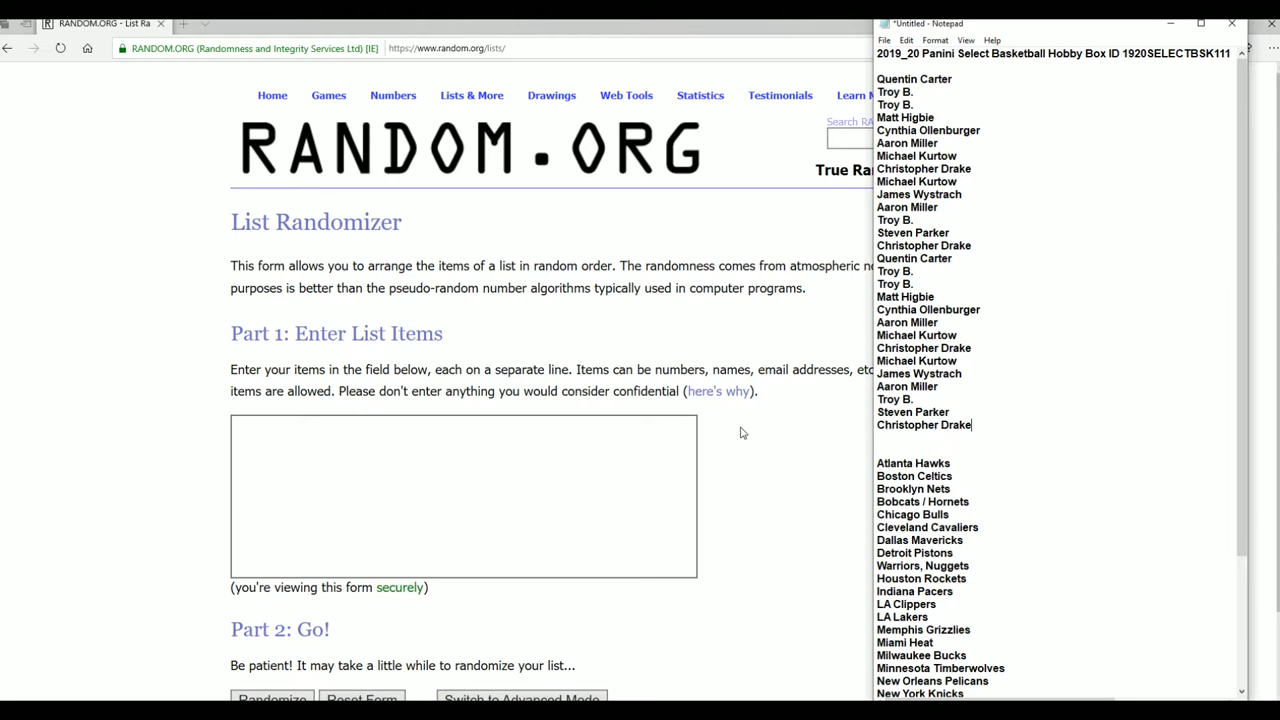 RANDOM.ORG - List Ra
*Untitled - Notepad
RANDOM.ORG (Randomness and Integrity Services Ltd) [IE]
https://www.random.org/lists/
Home Games Numbers Lists & More Drawings Web Tools Statistics Testimonials Learn
Search
RANDOM.ORG
True
List Randomizer
This form allows you to arrange the items of a list in random order. The randomness comes from atmospheric
purposes is better than the pseudo-random number algorithms typically used in computer programs.
Part 1: Enter List Items
Enter your items in the field below, each on a separate line. Items can be numbers, names, email addresses,
items are allowed. Please don't enter anything you would consider confidential (here's why).
(you're viewing this form securely)
Part 2: Go!
Be patient! It may take a little while to randomize your list...
Randomize Reset Form Switch to Advanced Mode
File Edit Format View Help
2019_20 Panini Select Basketball Hobby Box ID 1920SELECTBSK111
Quentin Carter
Troy B.
Troy B.
Matt Higbie
Cynthia Ollenburger
Aaron Miller
Michael Kurtow
Christopher Drake
Michael Kurtow
James Wystrach
Aaron Miller
Troy B.
Steven Parker
Christopher Drake
Quentin Carter
Troy B.
Troy B.
Matt Higbie
Cynthia Ollenburger
Aaron Miller
Michael Kurtow
Christopher Drake
Michael Kurtow
James Wystrach
Aaron Miller
Troy B.
Steven Parker
Christopher Drake
Atlanta Hawks
Boston Celtics
Brooklyn Nets
Bobcats / Hornets
Chicago Bulls
Cleveland Cavaliers
Dallas Mavericks
Detroit Pistons
Warriors, Nuggets
Houston Rockets
Indiana Pacers
LA Clippers
LA Lakers
Memphis Grizzlies
Miami Heat
Milwaukee Bucks
Minnesota Timberwolves
New Orleans Pelicans
New York Knicks